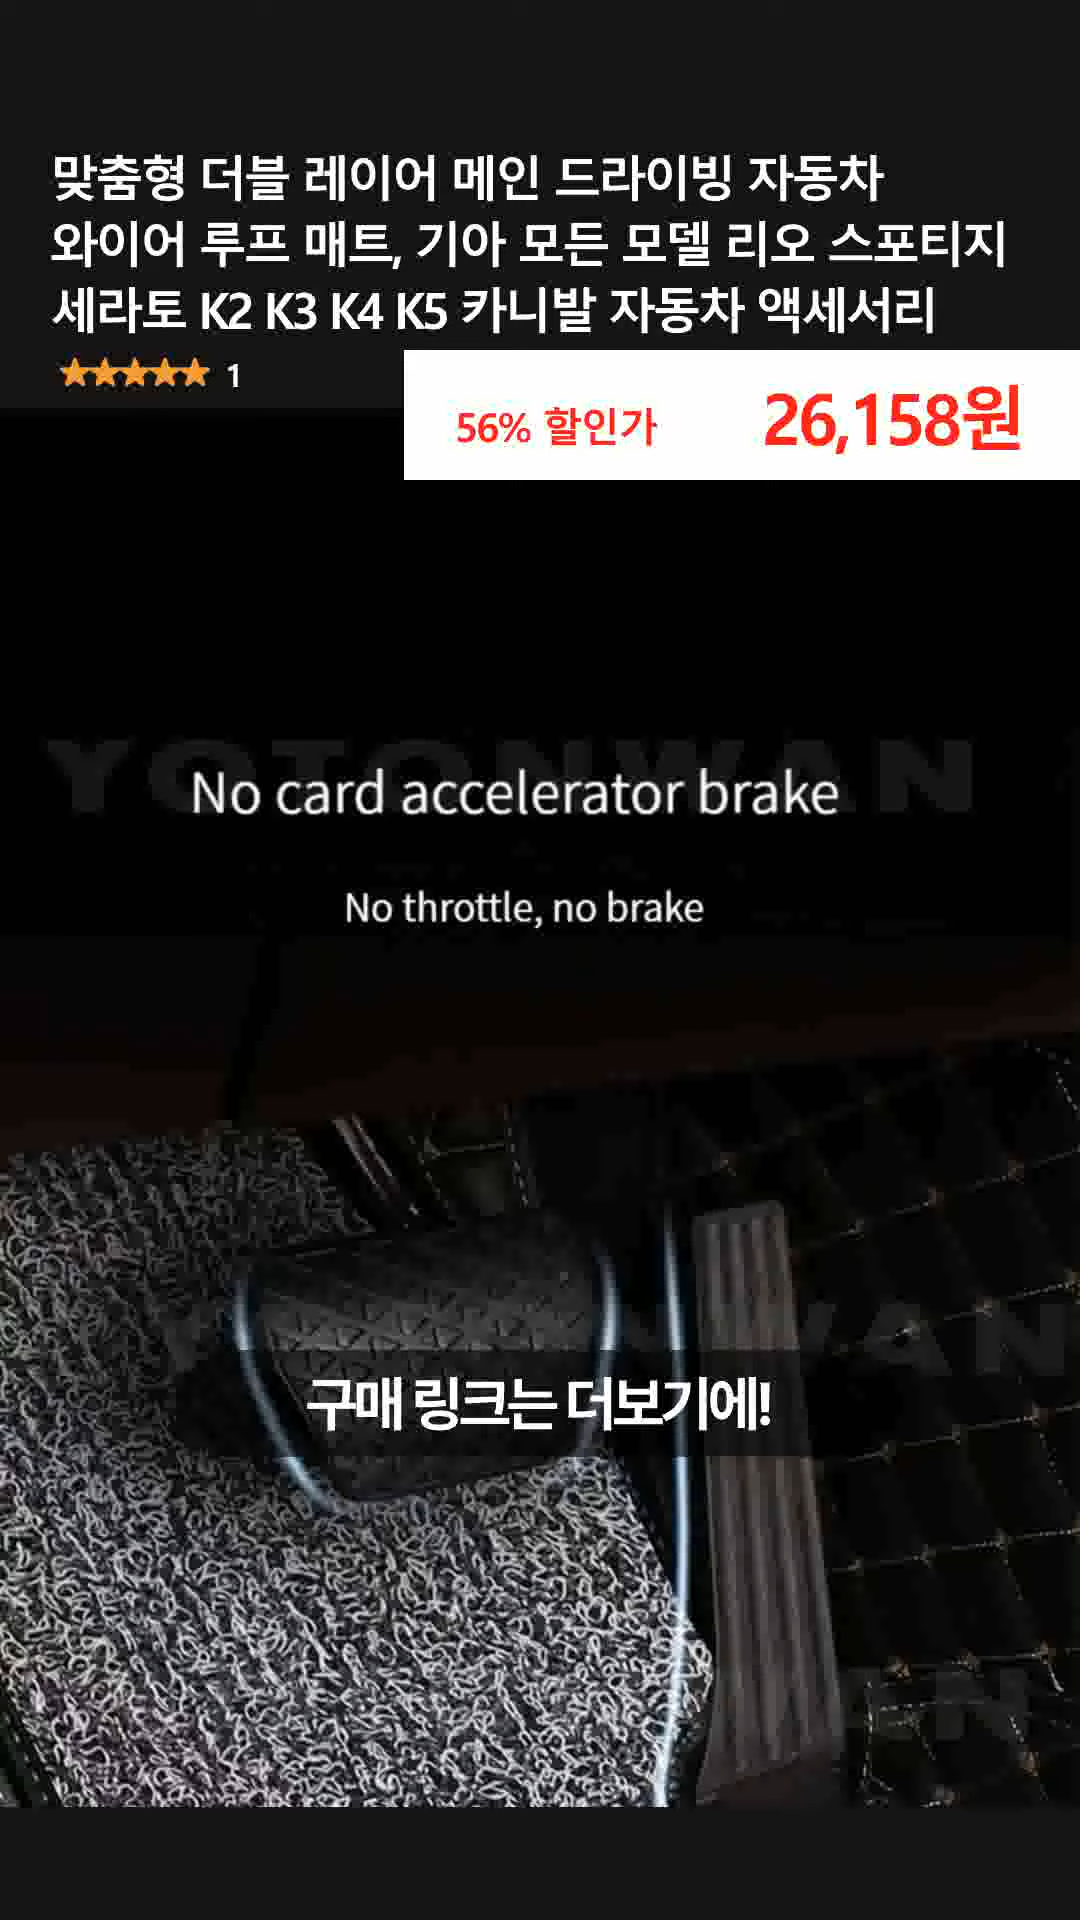 맞춤형 더블 레이어 메인 드라이빙 자동차
와이어 루프 매트, 기아 모든 모델 리오 스포티지
세라토 K2 K3 K4 K5 카니발 자동차 액세서리
1
56% 할인가 26,158원
YOTONWAN
No card accelerator brake
No throttle, no brake
YOTONWAN
구매 링크는 더보기에!
WAN